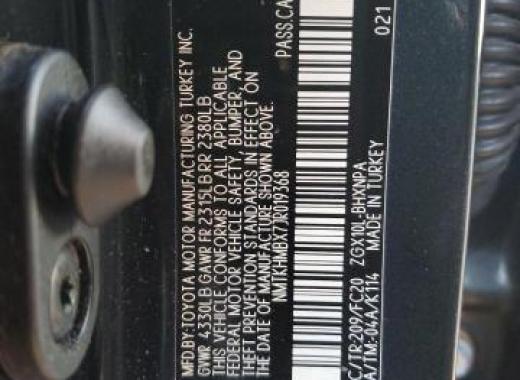 MFD.BY:TOYOTA MOTOR MANUFACTURING TURKEY INC.
GVWR 4330LB GAWR FR 2315LB RR 2380LB
THIS VEHICLE CONFORMS TO ALL APPLICABLE
FEDERAL MOTOR VEHICLE SAFETY, BUMPER, AND
THEFT PREVENTION STANDARDS IN EFFECT ON
THE DATE OF MANUFACTURE SHOWN ABOVE.
NMTKHMBX7JR019368 PASS.CA
C/TR:209/FC20 ZGX10L-BHXNPA
A/TM:-04A/K114 MADE IN TURKEY 021